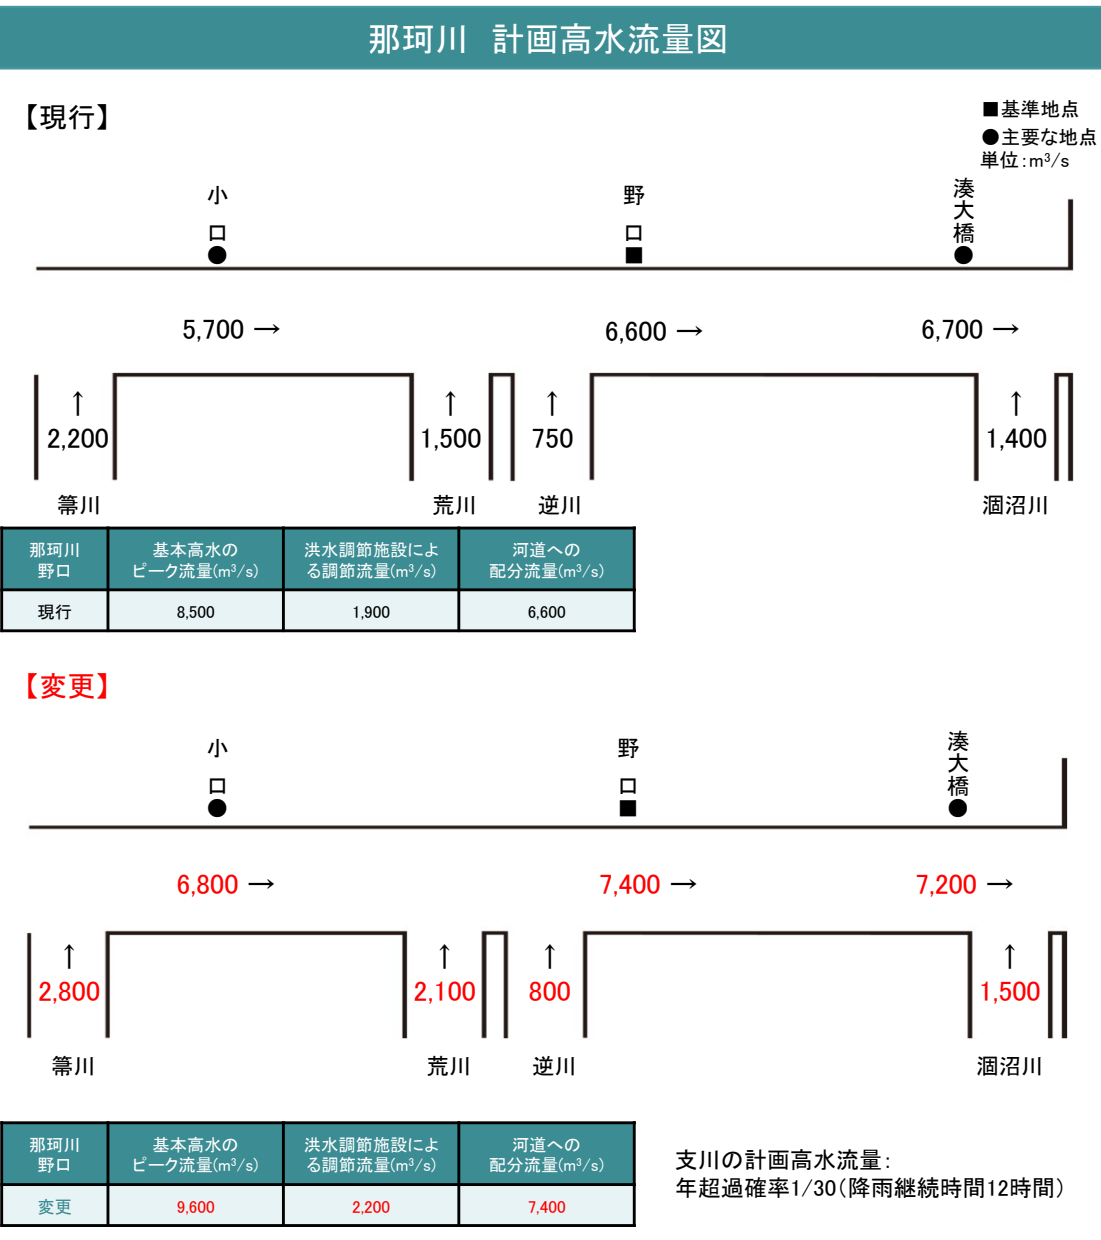 那珂川　計画高水流量図
【現行】
■基準地点
●主要な地点
単位:m³/s
小口
野口
湊大橋
5,700 →
6,600 →
6,700 →
↑
2,200
↑
1,500
↑
750
↑
1,400
箒川
荒川
逆川
涸沼川
那珂川
野口
基本高水の
ピーク流量(m³/s)
洪水調節施設によ
る調節流量(m³/s)
河道への
配分流量(m³/s)
現行
8,500
1,900
6,600
【変更】
小口
野口
湊大橋
6,800 →
7,400 →
7,200 →
↑
2,800
↑
2,100
↑
800
↑
1,500
箒川
荒川
逆川
涸沼川
那珂川
野口
基本高水の
ピーク流量(m³/s)
洪水調節施設によ
る調節流量(m³/s)
河道への
配分流量(m³/s)
変更
9,600
2,200
7,400
支川の計画高水流量:
年超過確率1/30(降雨継続時間12時間)